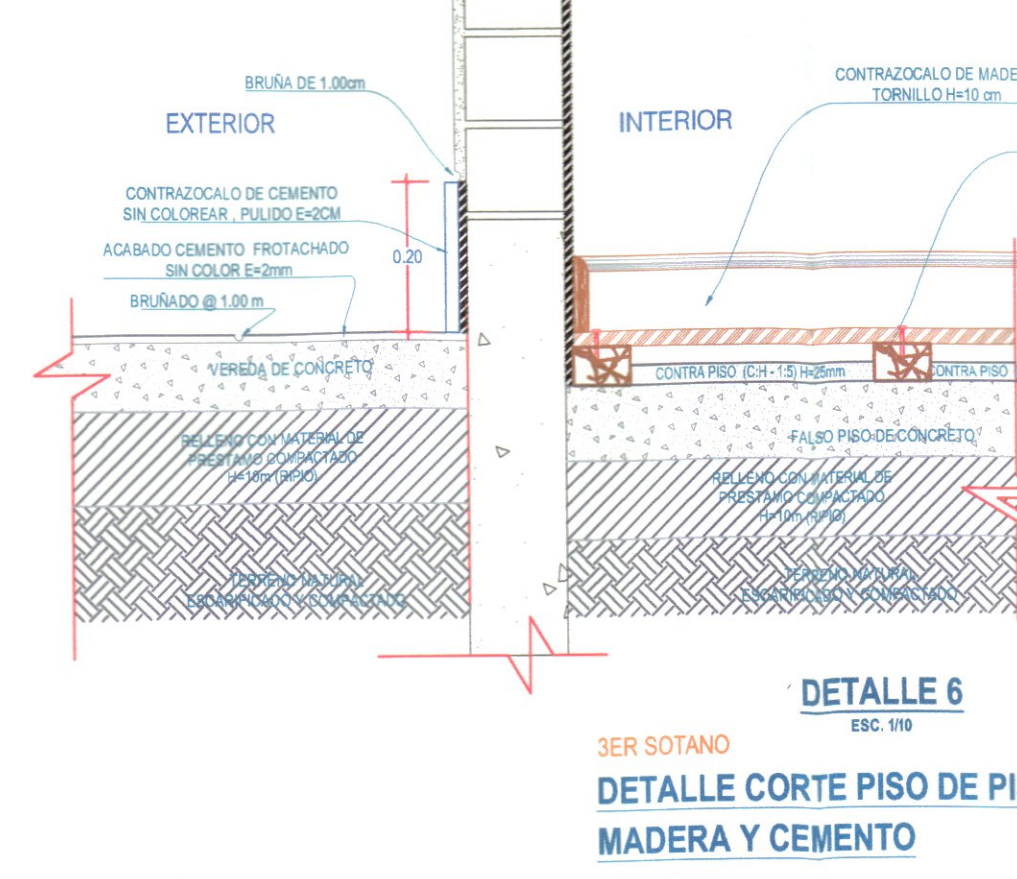 BRUÑA DE 1.00cm
EXTERIOR
CONTRAZOCALO DE CEMENTO
SIN COLOREAR , PULIDO E=2CM
ACABADO CEMENTO FROTACHADO
SIN COLOR E=2mm
BRUÑADO @ 1.00 m
0.20
VEREDA DE CONCRETO
RELLENO CON MATERIAL DE
PRESTAMO COMPACTADO
H=10m (RIPIO)
TERRENO NATURAL
ESCARIFICADO Y COMPACTADO
CONTRAZOCALO DE MADE
TORNILLO H=10 cm
INTERIOR
CONTRA PISO (C:H - 1:5) H=25mm
CONTRA PISO
FALSO PISO DE CONCRETO
RELLENO CON MATERIAL DE
PRESTAMO COMPACTADO
H=10m (RIPIO)
TERRENO NATURAL
ESCARIFICADO Y COMPACTADO
DETALLE 6
ESC. 1/10
3ER SOTANO
DETALLE CORTE PISO DE PI
MADERA Y CEMENTO